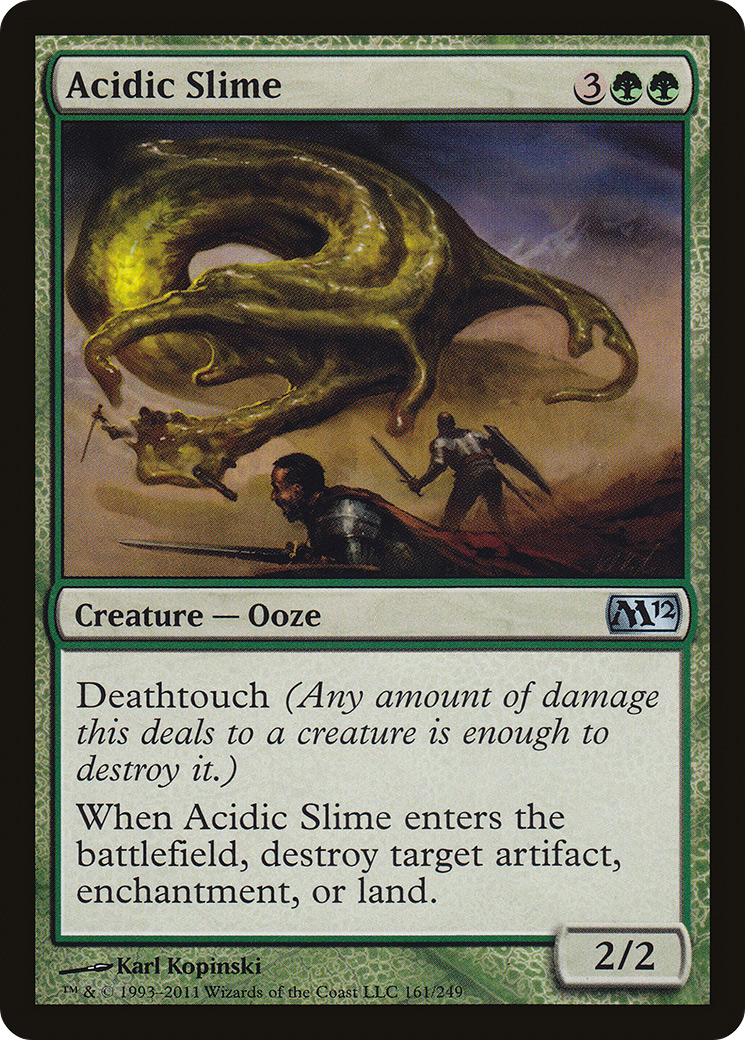 Acidic Slime 3
Creature — Ooze M12
Deathtouch (Any amount of damage
this deals to a creature is enough to
destroy it.)
When Acidic Slime enters the
battlefield, destroy target artifact,
enchantment, or land.
2/2
Karl Kopinski
™ & © 1993–2011 Wizards of the Coast LLC 161/249